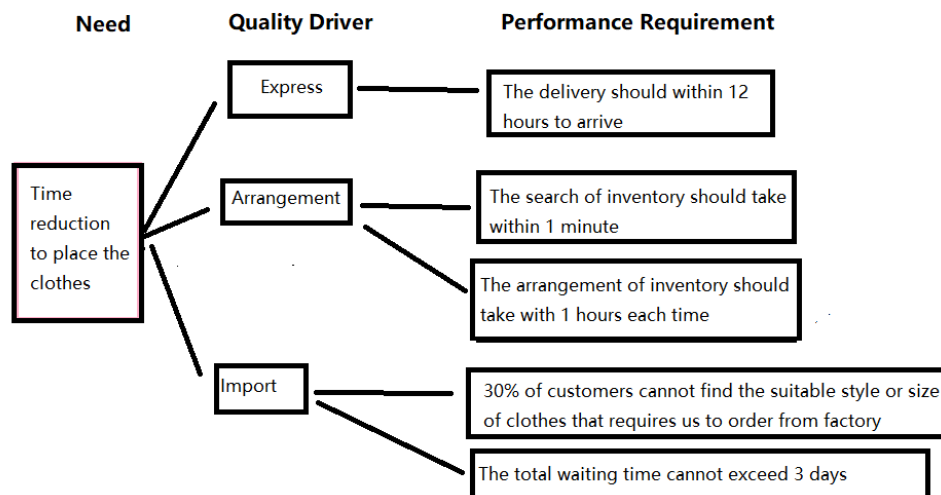 Need
Quality Driver
Performance Requirement
Express
The delivery should within 12
hours to arrive
Time
reduction
to place the
clothes
Arrangement
The search of inventory should take
within 1 minute
The arrangement of inventory should
take with 1 hours each time
Import
30% of customers cannot find the suitable style or size
of clothes that requires us to order from factory
The total waiting time cannot exceed 3 days